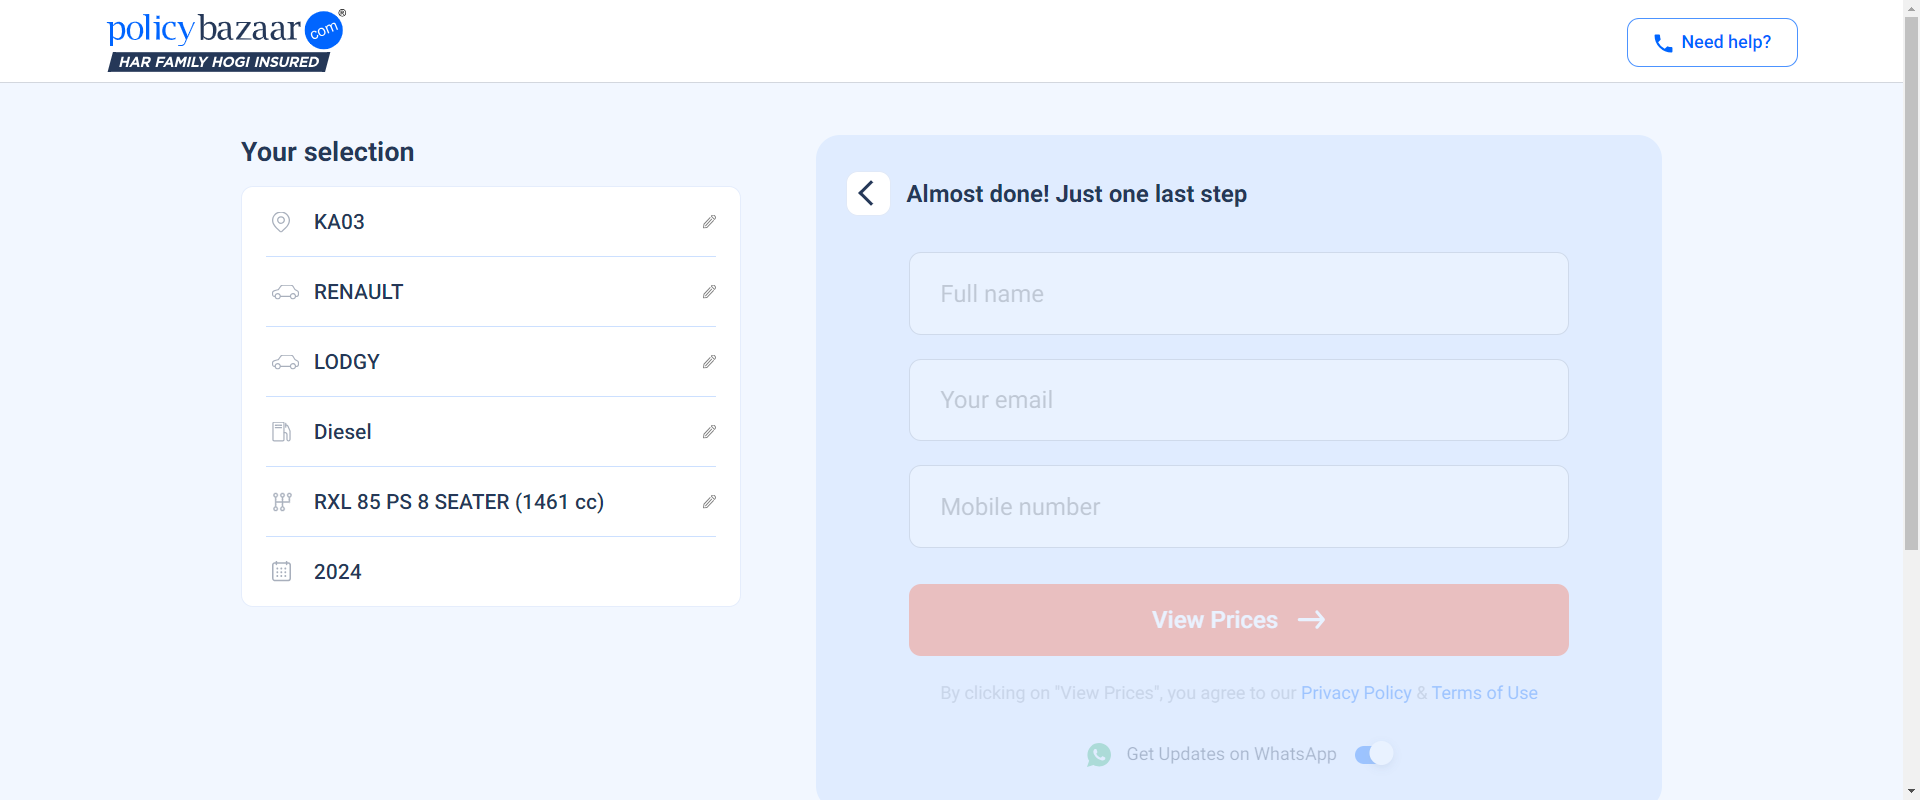 policybazaar.com®
HAR FAMILY HOGI INSURED
Need help?
Your selection
KA03
RENAULT
LODGY
Diesel
RXL 85 PS 8 SEATER (1461 cc)
2024
Almost done! Just one last step
Full name
Your email
Mobile number
View Prices
By clicking on "View Prices", you agree to our Privacy Policy & Terms of Use
Get Updates on WhatsApp